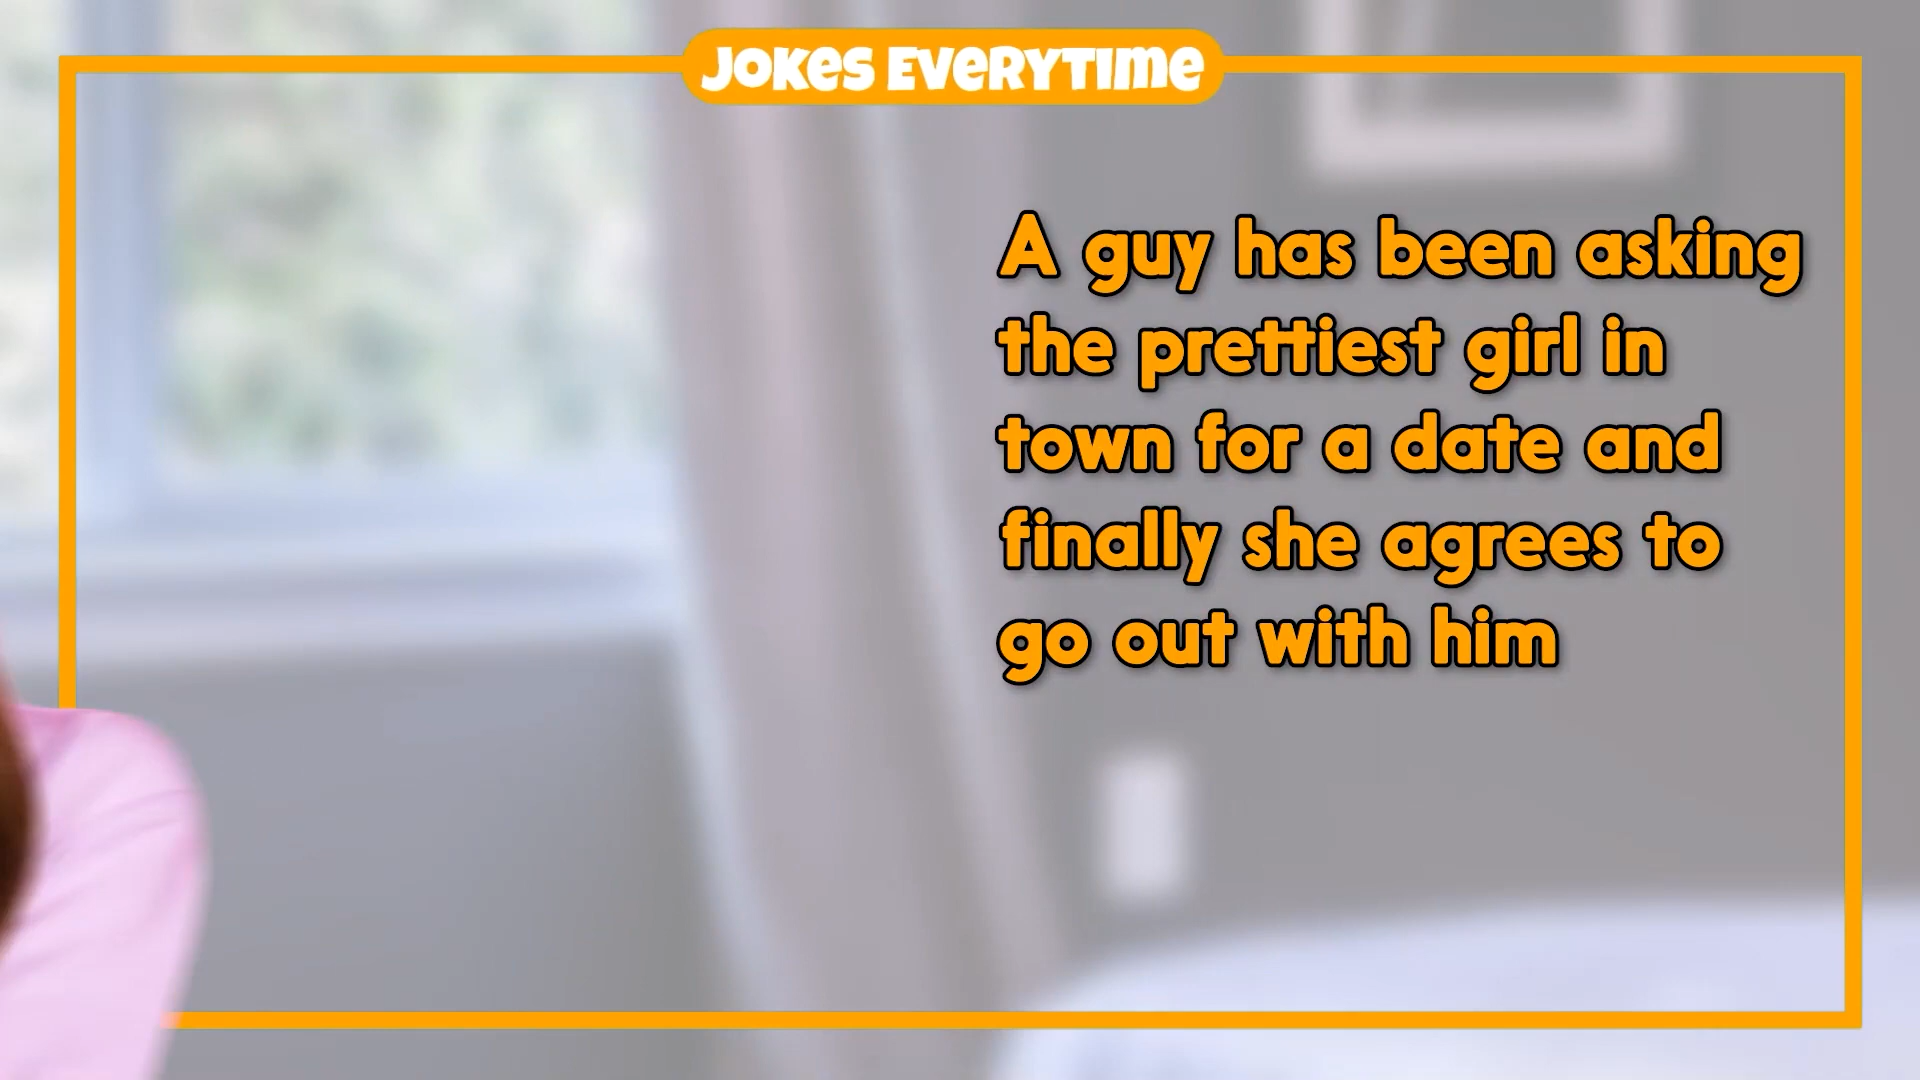 JOKES EVERYTIME
A guy has been asking
the prettiest girl in
town for a date and
finally she agrees to
go out with him